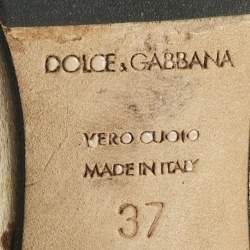 DOLCE & GABBANA
VERO CUOIO
MADE IN ITALY
37